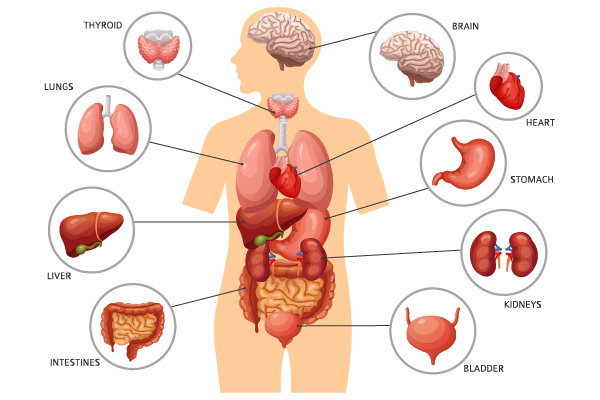 THYROID
BRAIN
LUNGS
HEART
STOMACH
LIVER
KIDNEYS
INTESTINES
BLADDER